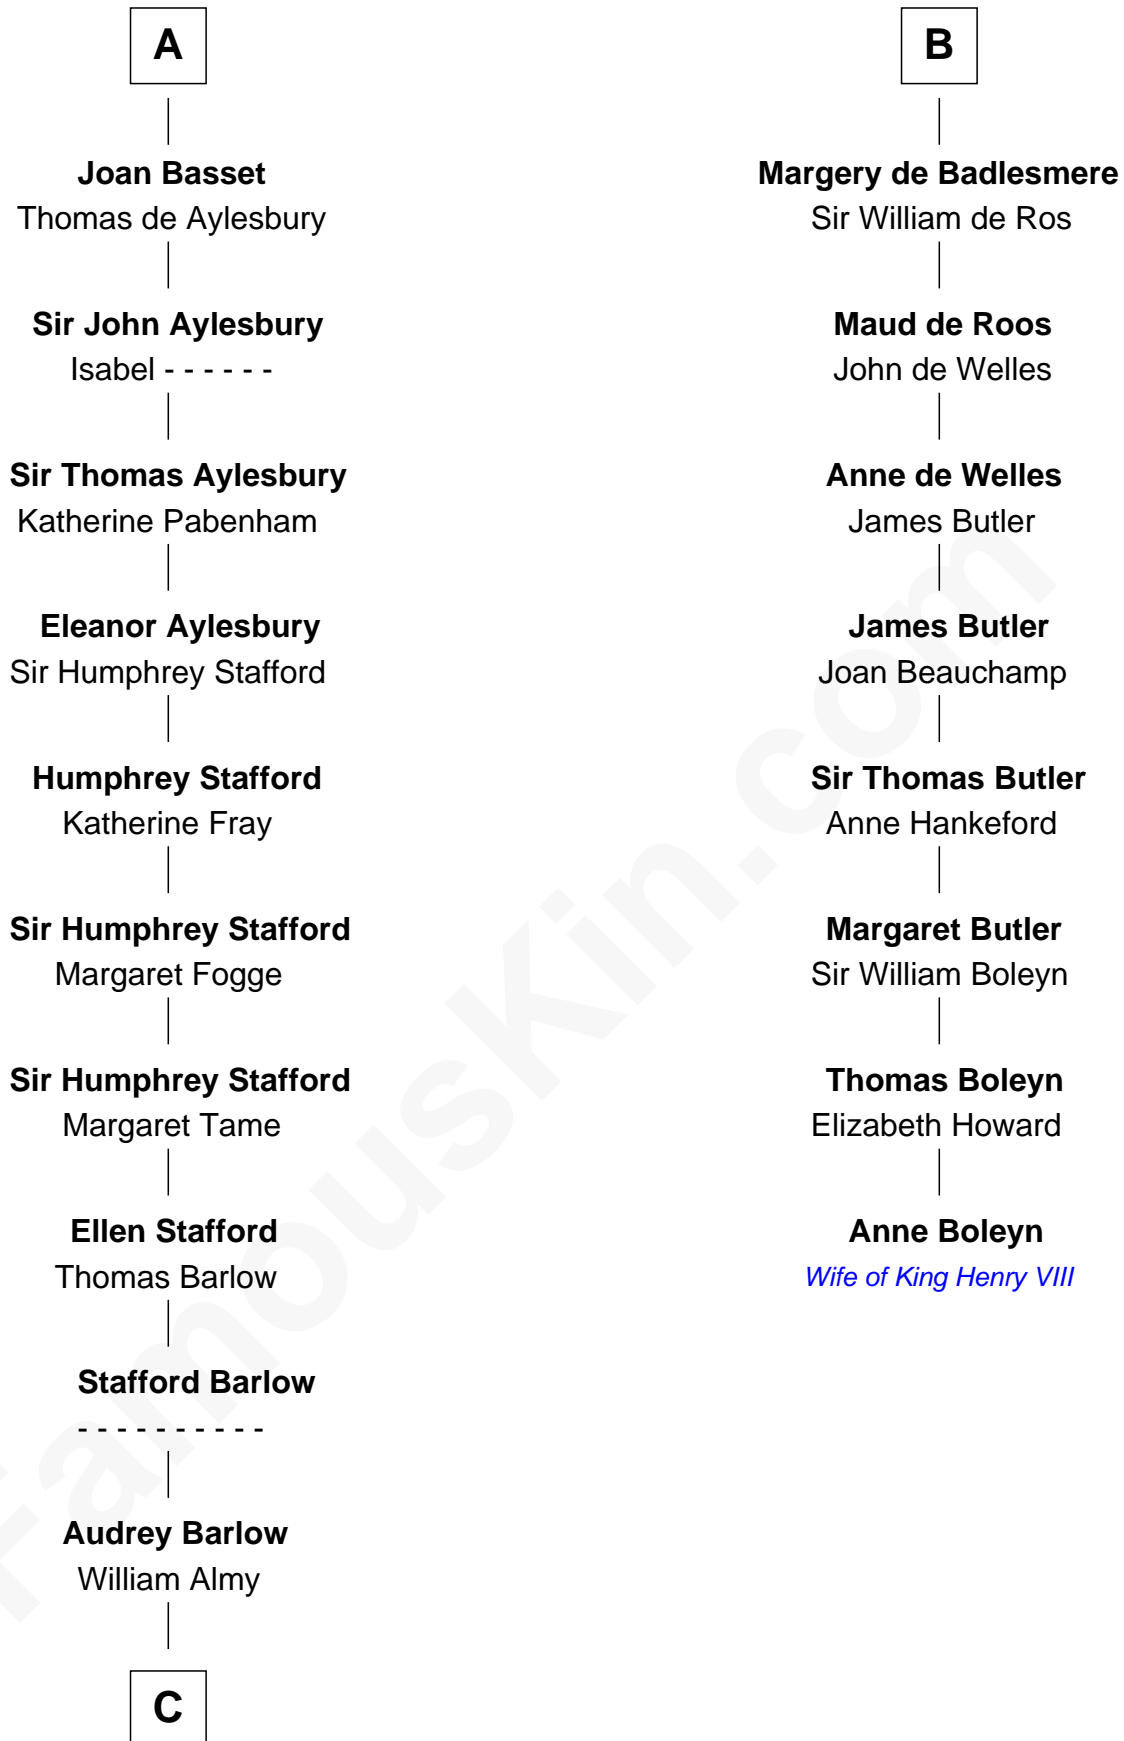 A
Joan Basset
Thomas de Aylesbury
Sir John Aylesbury
Isabel - - - - - -
Sir Thomas Aylesbury
Katherine Pabenham
Eleanor Aylesbury
Sir Humphrey Stafford
Humphrey Stafford
Katherine Fray
Sir Humphrey Stafford
Margaret Fogge
Sir Humphrey Stafford
Margaret Tame
Ellen Stafford
Thomas Barlow
Stafford Barlow
- - - - - - - - - -
Audrey Barlow
William Almy
C
B
Margery de Badlesmere
Sir William de Ros
Maud de Roos
John de Welles
Anne de Welles
James Butler
James Butler
Joan Beauchamp
Sir Thomas Butler
Anne Hankeford
Margaret Butler
Sir William Boleyn
Thomas Boleyn
Elizabeth Howard
Anne Boleyn
Wife of King Henry VIII
FamousKin.com